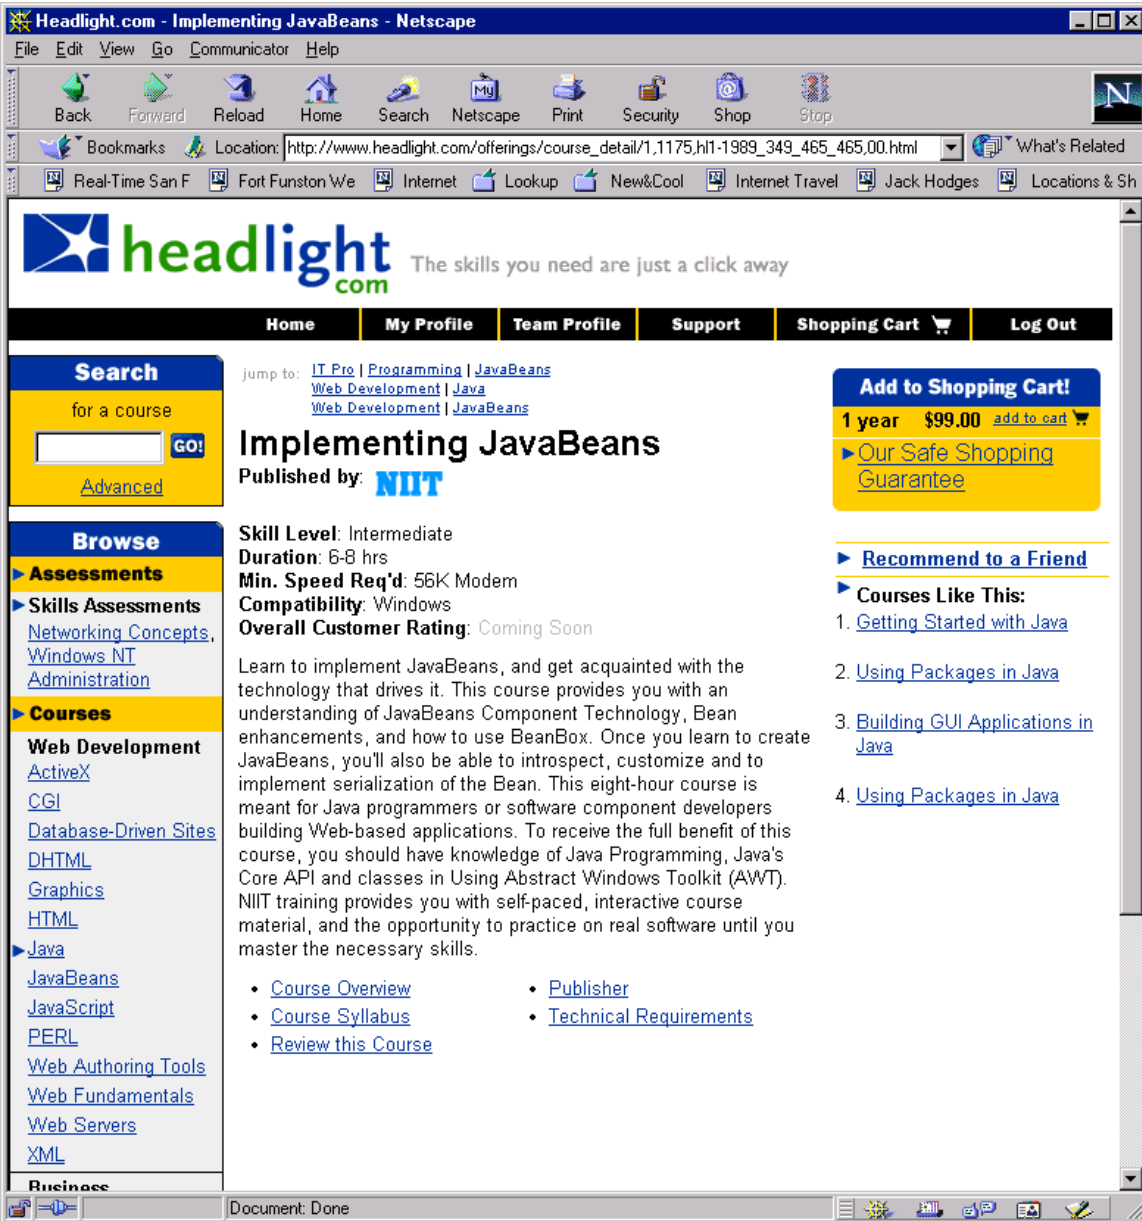 Headlight.com - Implementing JavaBeans - Netscape
File Edit View Go Communicator Help
My
N
Back Forward Reload Home Search Netscape Print Security Shop Stop
Bookmarks Location: http://www.headlight.com/offerings/course_detail/1,1175,hl1-1989_349_465_465,00.html What's Related
Real-Time San F Fort Funston We Internet Lookup New&Cool Internet Travel Jack Hodges Locations & Sh
headlight
com
The skills you need are just a click away
Home My Profile Team Profile Support Shopping Cart Log Out
Search
for a course
GO!
Advanced
Browse
Assessments
Skills Assessments
Networking Concepts,
Windows NT
Administration
Courses
Web Development
ActiveX
CGI
Database-Driven Sites
DHTML
Graphics
HTML
Java
JavaBeans
JavaScript
PERL
Web Authoring Tools
Web Fundamentals
Web Servers
XML
Business
jump to: IT Pro | Programming | JavaBeans
Web Development | Java
Web Development | JavaBeans
Implementing JavaBeans
Published by: NIIT
Skill Level: Intermediate
Duration: 6-8 hrs
Min. Speed Req'd: 56K Modem
Compatibility: Windows
Overall Customer Rating: Coming Soon
Learn to implement JavaBeans, and get acquainted with the
technology that drives it. This course provides you with an
understanding of JavaBeans Component Technology, Bean
enhancements, and how to use BeanBox. Once you learn to create
JavaBeans, you'll also be able to introspect, customize and to
implement serialization of the Bean. This eight-hour course is
meant for Java programmers or software component developers
building Web-based applications. To receive the full benefit of this
course, you should have knowledge of Java Programming, Java's
Core API and classes in Using Abstract Windows Toolkit (AWT).
NIIT training provides you with self-paced, interactive course
material, and the opportunity to practice on real software until you
master the necessary skills.
• Course Overview
• Course Syllabus
• Review this Course
• Publisher
• Technical Requirements
Add to Shopping Cart!
1 year $99.00 add to cart
Our Safe Shopping
Guarantee
Recommend to a Friend
Courses Like This:
1. Getting Started with Java
2. Using Packages in Java
3. Building GUI Applications in
Java
4. Using Packages in Java
Document: Done